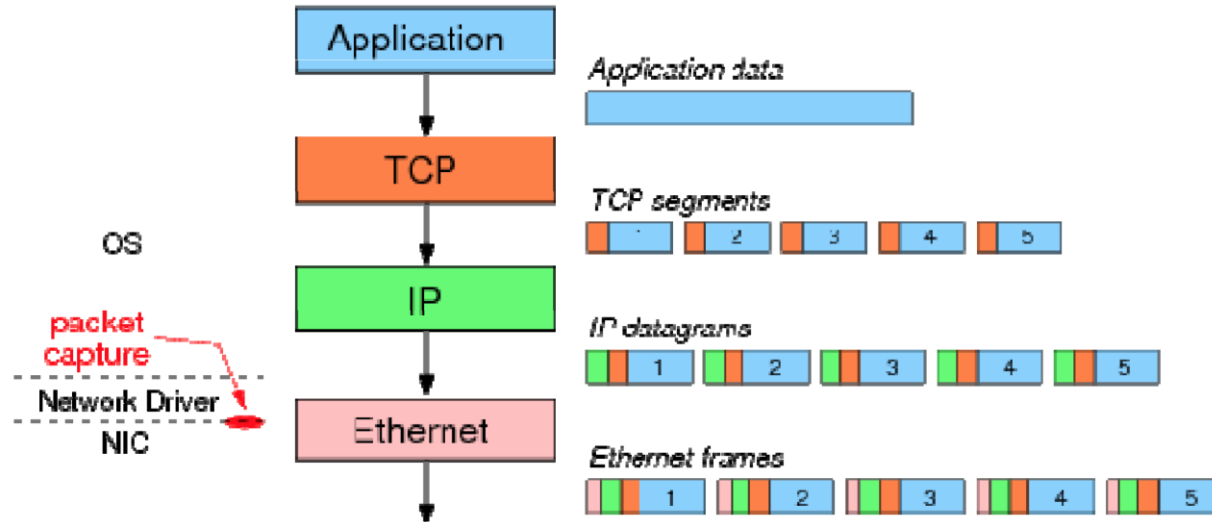 Application
Application data
TCP
TCP segments
1 2 3 4 5
OS
IP
IP datagrams
1 2 3 4 5
packet
capture
Network Driver
NIC
Ethernet
Ethernet frames
1 2 3 4 5